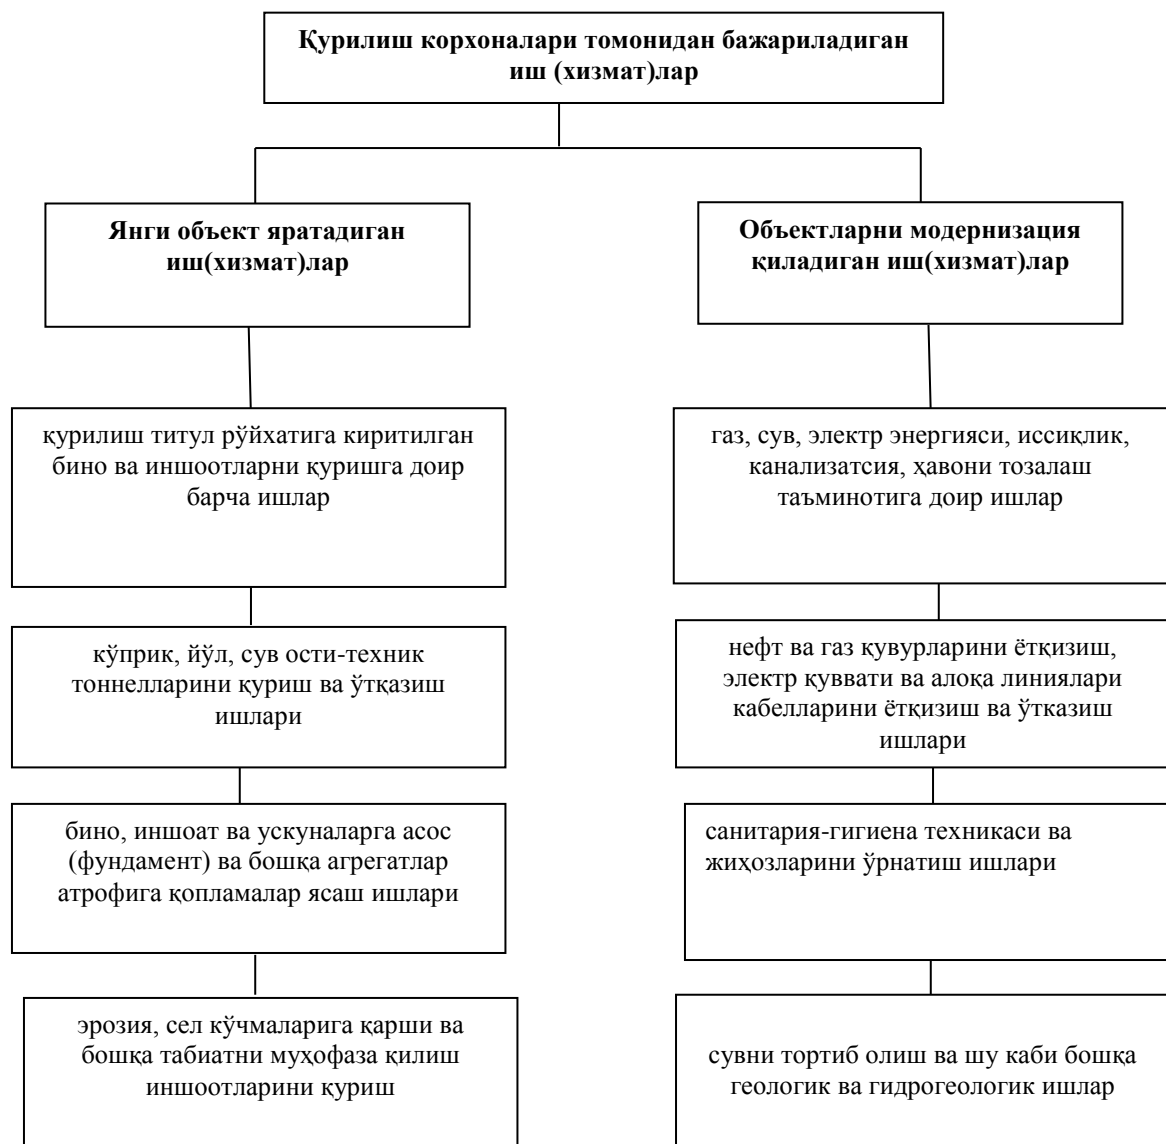 Қурилиш корхоналари томонидан бажариладиган
иш (хизмат)лар
Янги объект яратадиган
иш(хизмат)лар
қурилиш титул рўйхатига киритилган
бино ва иншоотларни қуришга доир
барча ишлар
кўприк, йўл, сув ости-техник
тоннелларини қуриш ва ўтқазиш
ишлари
бино, иншоат ва ускуналарга асос
(фундамент) ва бошқа агрегатлар
атрофига қопламалар ясаш ишлари
эрозия, сел кўчмаларига қарши ва
бошқа табиатни муҳофаза қилиш
иншоотларини қуриш
Объектларни модернизация
қиладиган иш(хизмат)лар
газ, сув, электр энергияси, иссиқлик,
канализатсия, ҳавони тозалаш
таъминотига доир ишлар
нефт ва газ қувурларини ётқизиш,
электр қуввати ва алоқа линиялари
кабелларини ётқизиш ва ўтказиш
ишлари
санитария-гигиена техникаси ва
жиҳозларини ўрнатиш ишлари
сувни тортиб олиш ва шу каби бошқа
геологик ва гидрогеологик ишлар